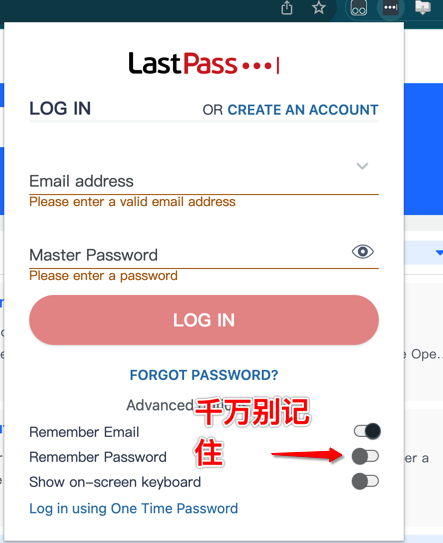 LastPass
LOG IN
OR CREATE AN ACCOUNT
Email address
Please enter a valid email address
Master Password
Please enter a password
LOG IN
FORGOT PASSWORD?
Advanced
千万别记
住
Remember Email
Remember Password
Show on-screen keyboard
Log in using One Time Password
e Ope...
er a